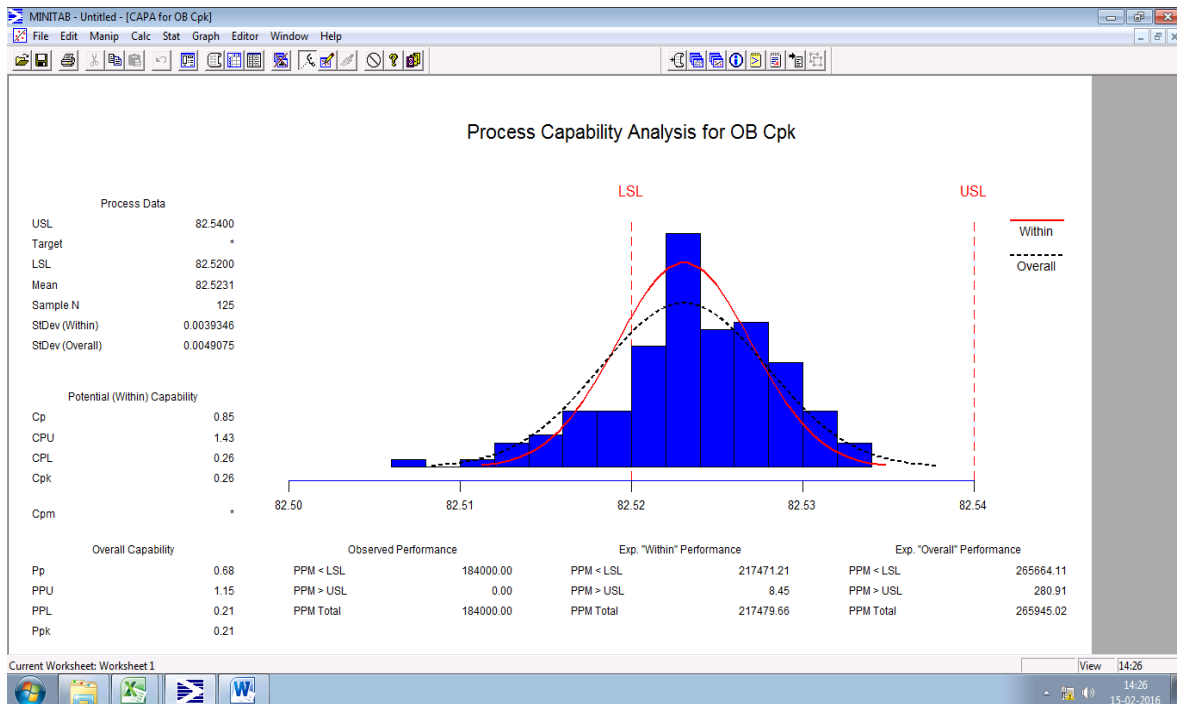 MINITAB - Untitled - [CAPA for OB Cpk]
File Edit Manip Calc Stat Graph Editor Window Help
Process Capability Analysis for OB Cpk
LSL USL
Process Data
USL 82.5400
Target *
LSL 82.5200
Mean 82.5231
Sample N 125
StDev (Within) 0.0039346
StDev (Overall) 0.0049075
Within
Overall
Potential (Within) Capability
Cp 0.85
CPU 1.43
CPL 0.26
Cpk 0.26
Cpm *
82.50 82.51 82.52 82.53 82.54
Overall Capability
Pp 0.68
PPU 1.15
PPL 0.21
Ppk 0.21
Observed Performance
PPM < LSL 184000.00
PPM > USL 0.00
PPM Total 184000.00
Exp. "Within" Performance
PPM < LSL 217471.21
PPM > USL 8.45
PPM Total 217479.66
Exp. "Overall" Performance
PPM < LSL 265664.11
PPM > USL 280.91
PPM Total 265945.02
Current Worksheet: Worksheet 1
View 14:26
14:26
15-02-2016